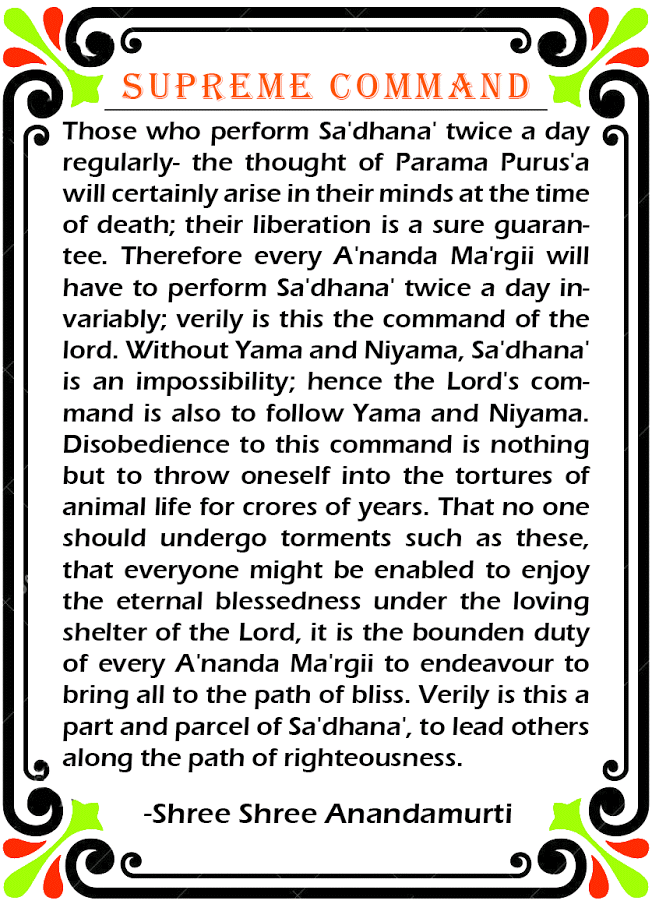 SUPREME COMMAND
Those who perform Sa'dhana' twice a day
regularly- the thought of Parama Purus'a
will certainly arise in their minds at the time
of death; their liberation is a sure guaran-
tee. Therefore every A'nanda Ma'rgii will
have to perform Sa'dhana' twice a day in-
variably; verily is this the command of the
lord. Without Yama and Niyama, Sa'dhana'
is an impossibility; hence the Lord's com-
mand is also to follow Yama and Niyama.
Disobedience to this command is nothing
but to throw oneself into the tortures of
animal life for crores of years. That no one
should undergo torments such as these,
that everyone might be enabled to enjoy
the eternal blessedness under the loving
shelter of the Lord, it is the bounden duty
of every A'nanda Ma'rgii to endeavour to
bring all to the path of bliss. Verily is this a
part and parcel of Sa'dhana', to lead others
along the path of righteousness.
-Shree Shree Anandamurti